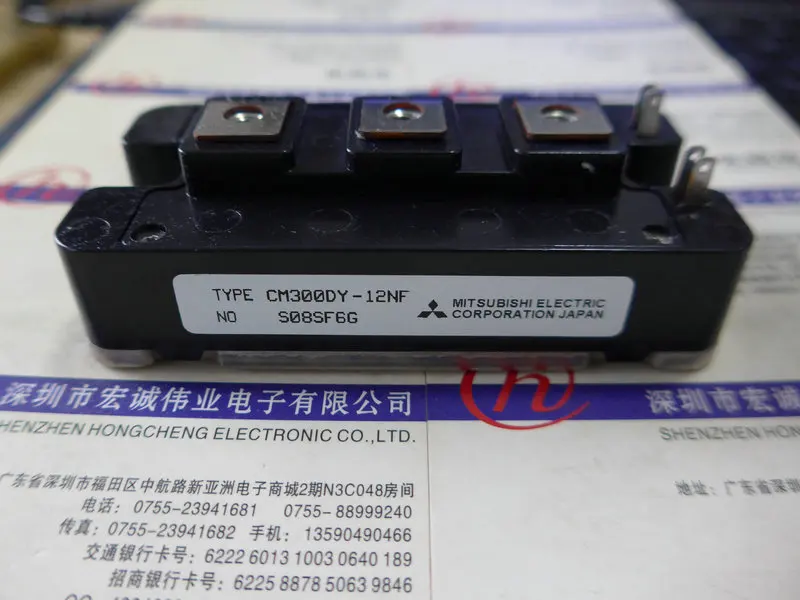 TYPE CM300DY-12NF
NO S08SF6G
MITSUBISHI ELECTRIC
CORPORATION JAPAN
深圳市宏诚伟业电子有限公司
SHENZHEN HONGCHENG ELECTRONIC CO.,LTD.
广东省深圳市福田区中航路新亚洲电子商城2期N3C048房间
电话: 0755-23941681 0755-88999240
传真: 0755-23941682 手机: 13590490466
交通银行卡号: 6222 6013 1003 0640 189
招商银行卡号: 6225 8878 5063 9846
深圳市宏诚
SHENZHEN HON
地址: 广东省深